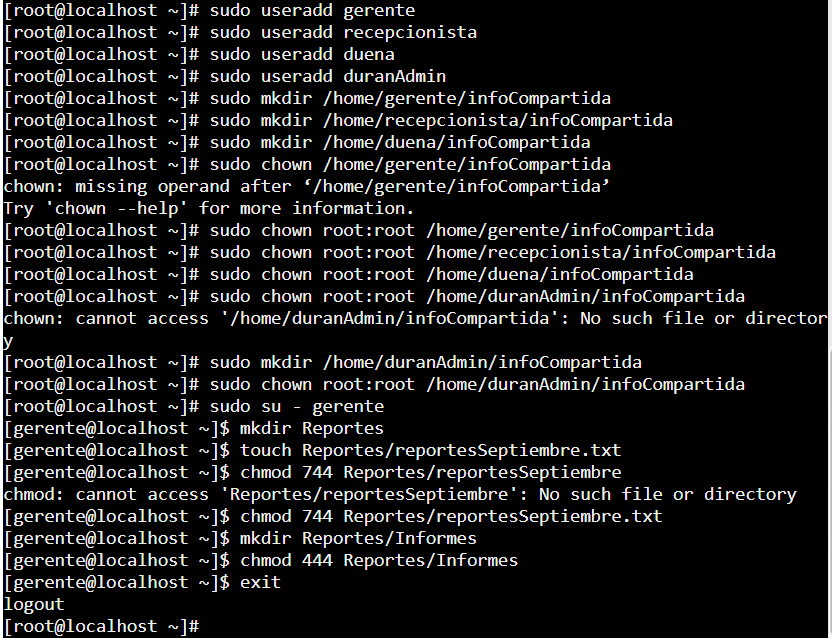 [root@localhost ~]# sudo useradd gerente
[root@localhost ~]# sudo useradd recepcionista
[root@localhost ~]# sudo useradd duena
[root@localhost ~]# sudo useradd duranAdmin
[root@localhost ~]# sudo mkdir /home/gerente/infoCompartida
[root@localhost ~]# sudo mkdir /home/recepcionista/infoCompartida
[root@localhost ~]# sudo mkdir /home/duena/infoCompartida
[root@localhost ~]# sudo chown /home/gerente/infoCompartida
chown: missing operand after ‘/home/gerente/infoCompartida’
Try 'chown --help' for more information.
[root@localhost ~]# sudo chown root:root /home/gerente/infoCompartida
[root@localhost ~]# sudo chown root:root /home/recepcionista/infoCompartida
[root@localhost ~]# sudo chown root:root /home/duena/infoCompartida
[root@localhost ~]# sudo chown root:root /home/duranAdmin/infoCompartida
chown: cannot access '/home/duranAdmin/infoCompartida': No such file or director
y
[root@localhost ~]# sudo mkdir /home/duranAdmin/infoCompartida
[root@localhost ~]# sudo chown root:root /home/duranAdmin/infoCompartida
[root@localhost ~]# sudo su - gerente
[gerente@localhost ~]$ mkdir Reportes
[gerente@localhost ~]$ touch Reportes/reportesSeptiembre.txt
[gerente@localhost ~]$ chmod 744 Reportes/reportesSeptiembre
chmod: cannot access 'Reportes/reportesSeptiembre': No such file or directory
[gerente@localhost ~]$ chmod 744 Reportes/reportesSeptiembre.txt
[gerente@localhost ~]$ mkdir Reportes/Informes
[gerente@localhost ~]$ chmod 444 Reportes/Informes
[gerente@localhost ~]$ exit
logout
[root@localhost ~]#